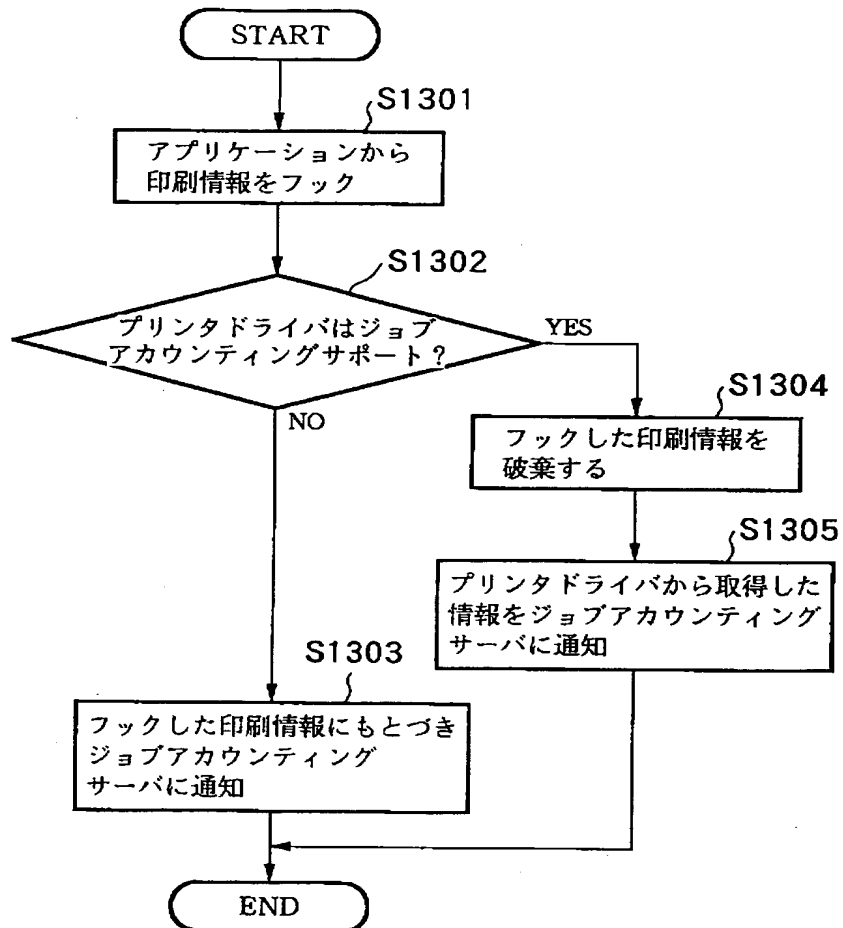 START
S1301
アプリケーションから
印刷情報をフック
S1302
プリンタドライバはジョブ
アカウンティングサポート？
YES
NO
S1304
フックした印刷情報を
破棄する
S1305
プリンタドライバから取得した
情報をジョブアカウンティング
サーバに通知
S1303
フックした印刷情報にもとづき
ジョブアカウンティング
サーバに通知
END